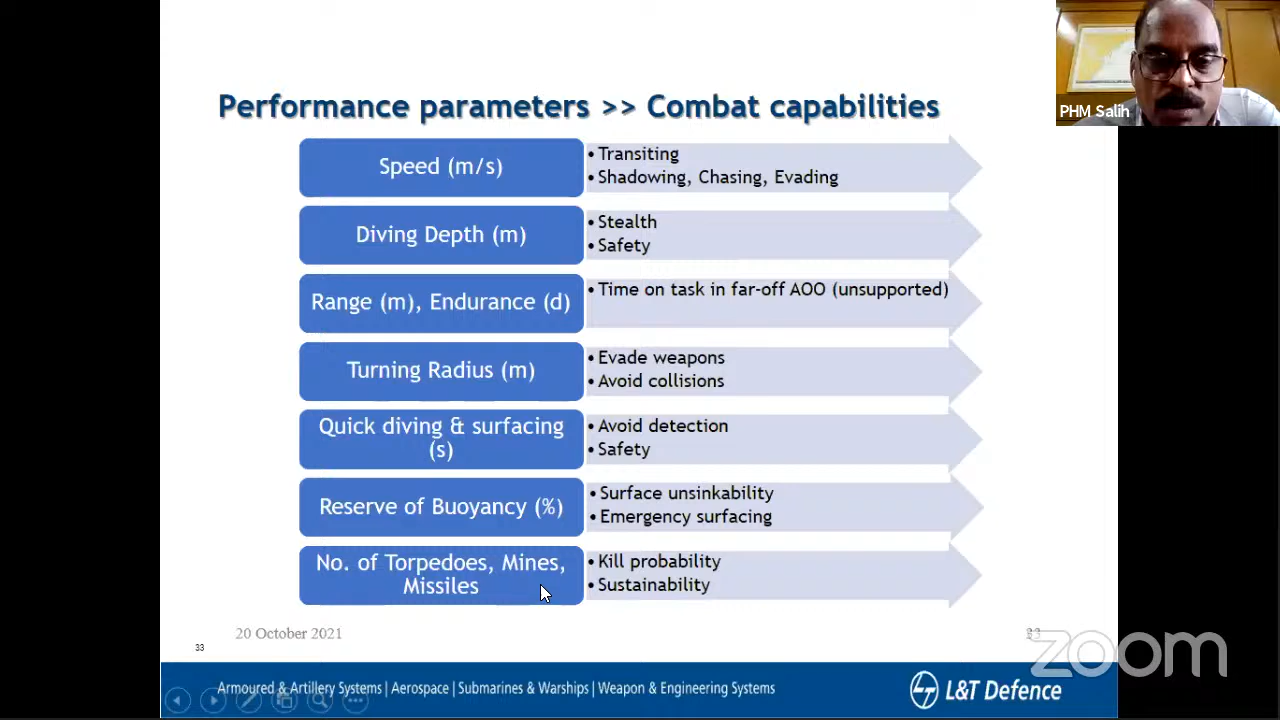 PHM Salih
Performance parameters >> Combat capabilities
Speed (m/s)
• Transiting
• Shadowing, Chasing, Evading
Diving Depth (m)
• Stealth
• Safety
Range (m), Endurance (d)
• Time on task in far-off AOO (unsupported)
Turning Radius (m)
• Evade weapons
• Avoid collisions
Quick diving & surfacing
(s)
• Avoid detection
• Safety
Reserve of Buoyancy (%)
• Surface unsinkability
• Emergency surfacing
No. of Torpedoes, Mines,
Missiles
• Kill probability
• Sustainability
20 October 2021
33
33
zoom
Armoured & Artillery Systems | Aerospace | Submarines & Warships | Weapon & Engineering Systems
L&T Defence